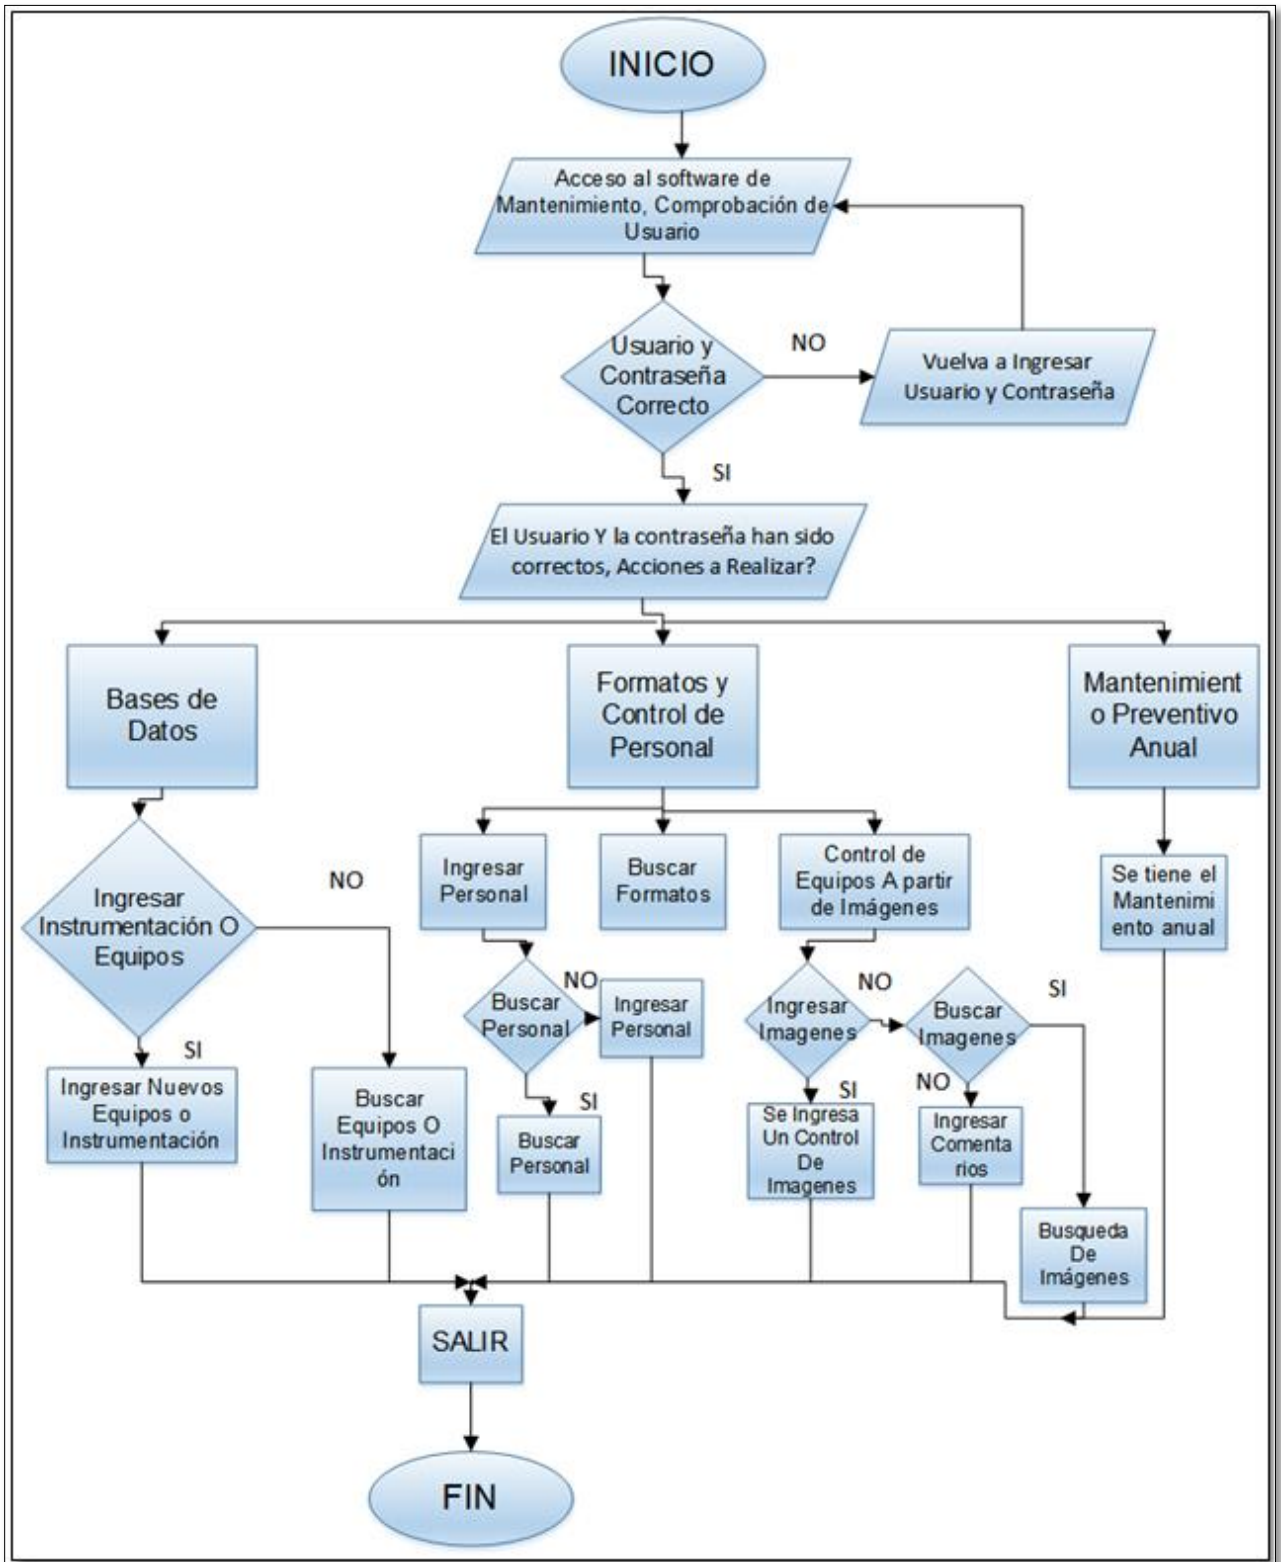 INICIO
Acceso al software de
Mantenimiento, Comprobación de
Usuario
Usuario y
Contraseña
Correcto
NO
Vuelva a Ingresar
Usuario y Contraseña
SI
El Usuario Y la contraseña han sido
correctos, Acciones a Realizar?
Bases de
Datos
Formatos y
Control de
Personal
Mantenimient
o Preventivo
Anual
Ingresar
Instrumentación O
Equipos
NO
Ingresar
Personal
Buscar
Formatos
Control de
Equipos A partir
de Imágenes
Se tiene el
Mantenimi
ento anual
Buscar
Personal
NO
Ingresar
Personal
Ingresar
Imagenes
NO
Buscar
Imagenes
SI
SI
Ingresar Nuevos
Equipos o
Instrumentación
Buscar
Equipos O
Instrumentaci
ón
SI
Buscar
Personal
SI
Se Ingresa
Un Control
De
Imagenes
NO
Ingresar
Comenta
rios
Busqueda
De
Imágenes
SALIR
FIN